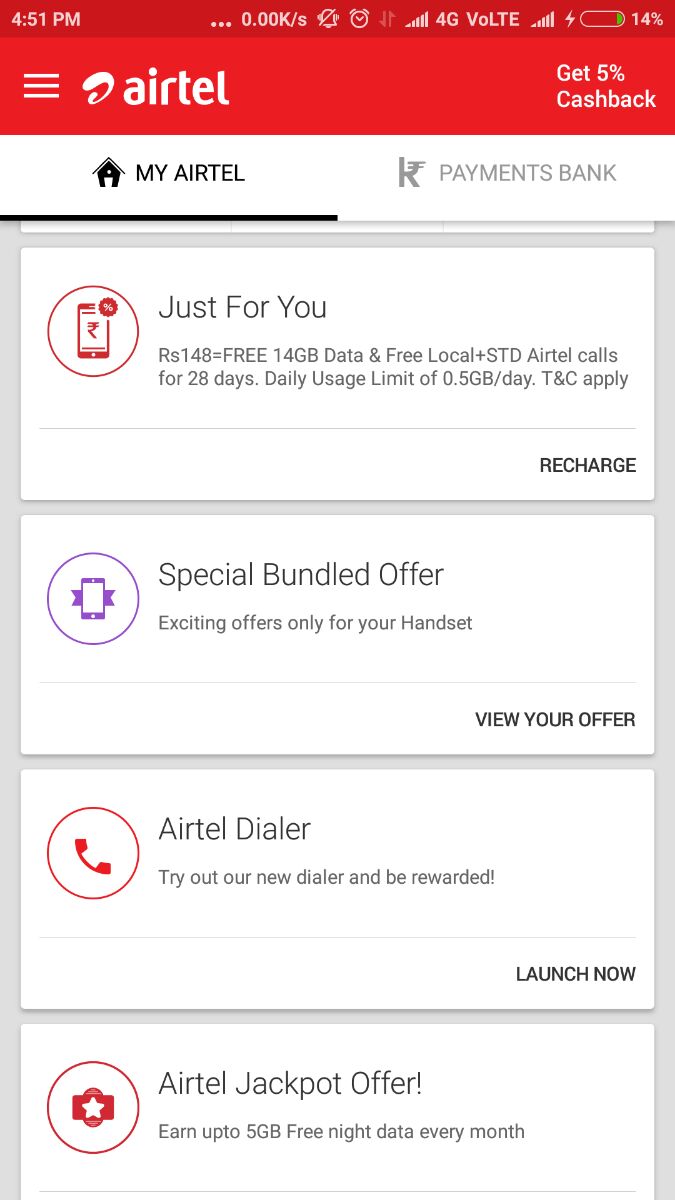 4:51 PM ... 0.00K/s 4G VoLTE 14%
airtel
Get 5%
Cashback
MY AIRTEL
PAYMENTS BANK
Just For You
Rs148=FREE 14GB Data & Free Local+STD Airtel calls
for 28 days. Daily Usage Limit of 0.5GB/day. T&C apply
RECHARGE
Special Bundled Offer
Exciting offers only for your Handset
VIEW YOUR OFFER
Airtel Dialer
Try out our new dialer and be rewarded!
LAUNCH NOW
Airtel Jackpot Offer!
Earn upto 5GB Free night data every month